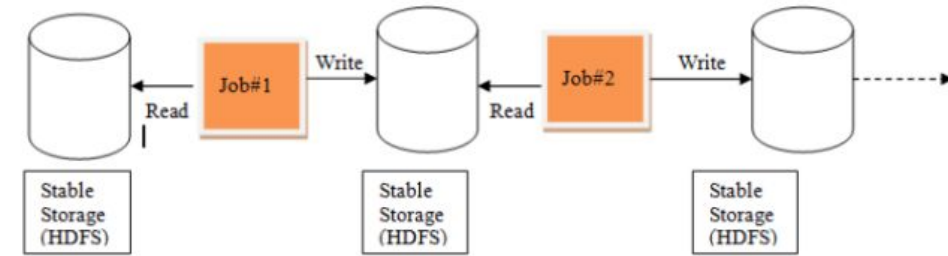 Write
Write
Job#1
Job#2
Read
Read
Stable
Storage
(HDFS)
Stable
Storage
(HDFS)
Stable
Storage
(HDFS)